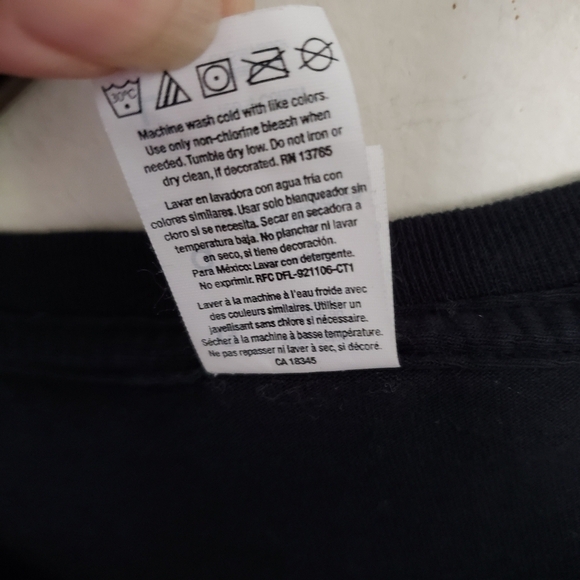 30°C
Machine wash cold with like colors.
Use only non-chlorine bleach when
needed. Tumble dry low. Do not iron or
dry clean, if decorated. RN 13765
Lavar en lavadora con agua fría con
colores similares. Usar solo blanqueador sin
cloro si se necesita. Secar en secadora a
temperatura baja. No planchar ni lavar
en seco, si tiene decoración.
Para México: Lavar con detergente.
No exprimir. RFC DFL-921106-CT1
Laver à la machine à l'eau froide avec
des couleurs similaires. Utiliser un
javellisant sans chlore si nécessaire.
Sécher à la machine à basse température.
Ne pas repasser ni laver à sec, si décoré.
CA 18345